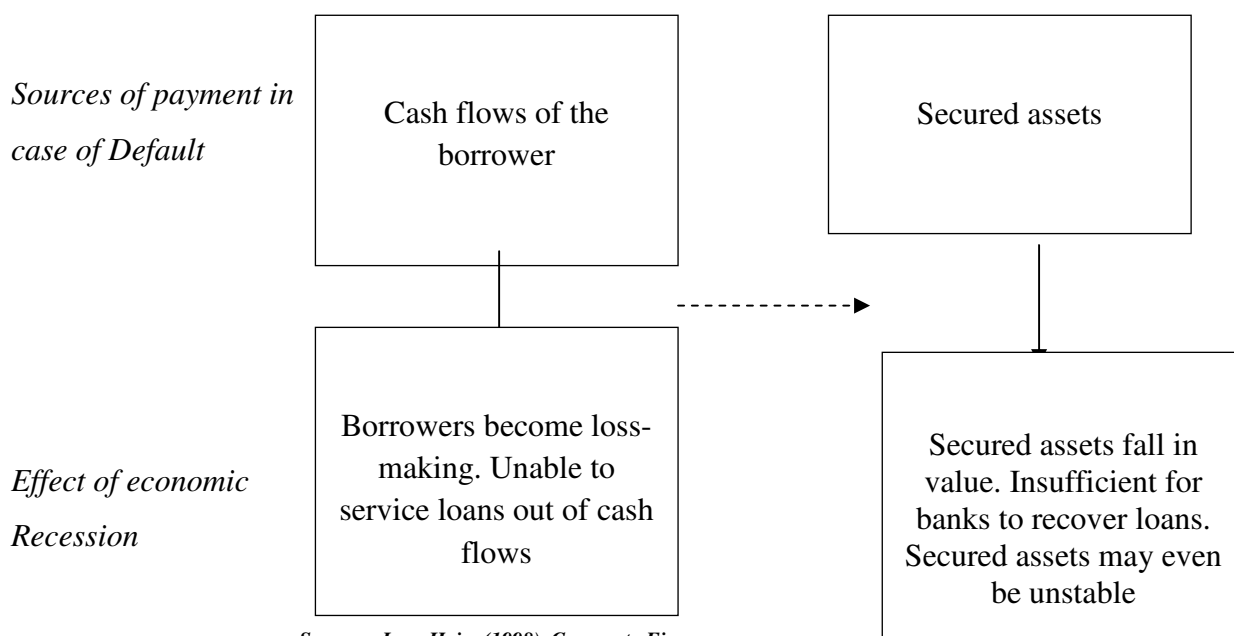 Sources of payment in
case of Default
Cash flows of the
borrower
Secured assets
Effect of economic
Recession
Borrowers become loss-
making. Unable to
service loans out of cash
flows
Secured assets fall in
value. Insufficient for
banks to recover loans.
Secured assets may even
be unstable
(1998)